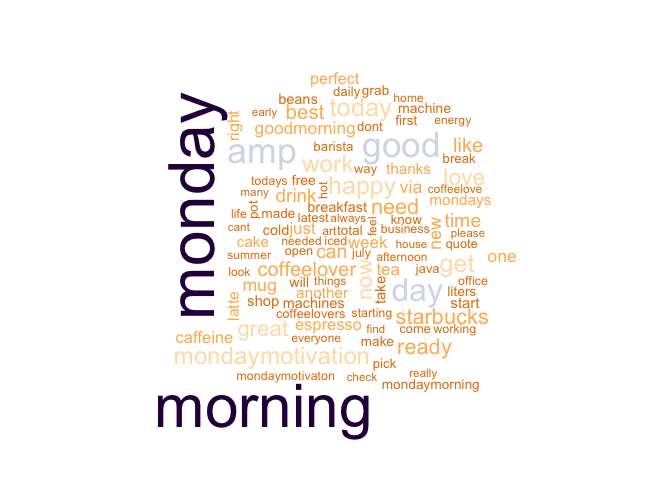 perfect
daily grab
beans home
early best today machine
right first energy
goodmorning dont
amp good like
barista
work way thanks break
todays free hot happy via love
many coffeelove
drink mondays
pot breakfast need
life .made latest always know new time
cant cold just art total feel business please
cake needed iced week house quote
summer open can july afternoon one
look coffeelover now tea java get
mug will things take office
latte another day liters
shop machines start
coffeelovers starting starbucks
great espresso find come working
caffeine everyone make ready
mondaymotivation pick
mondaymotivaton check really
mondaymorning
monday
morning